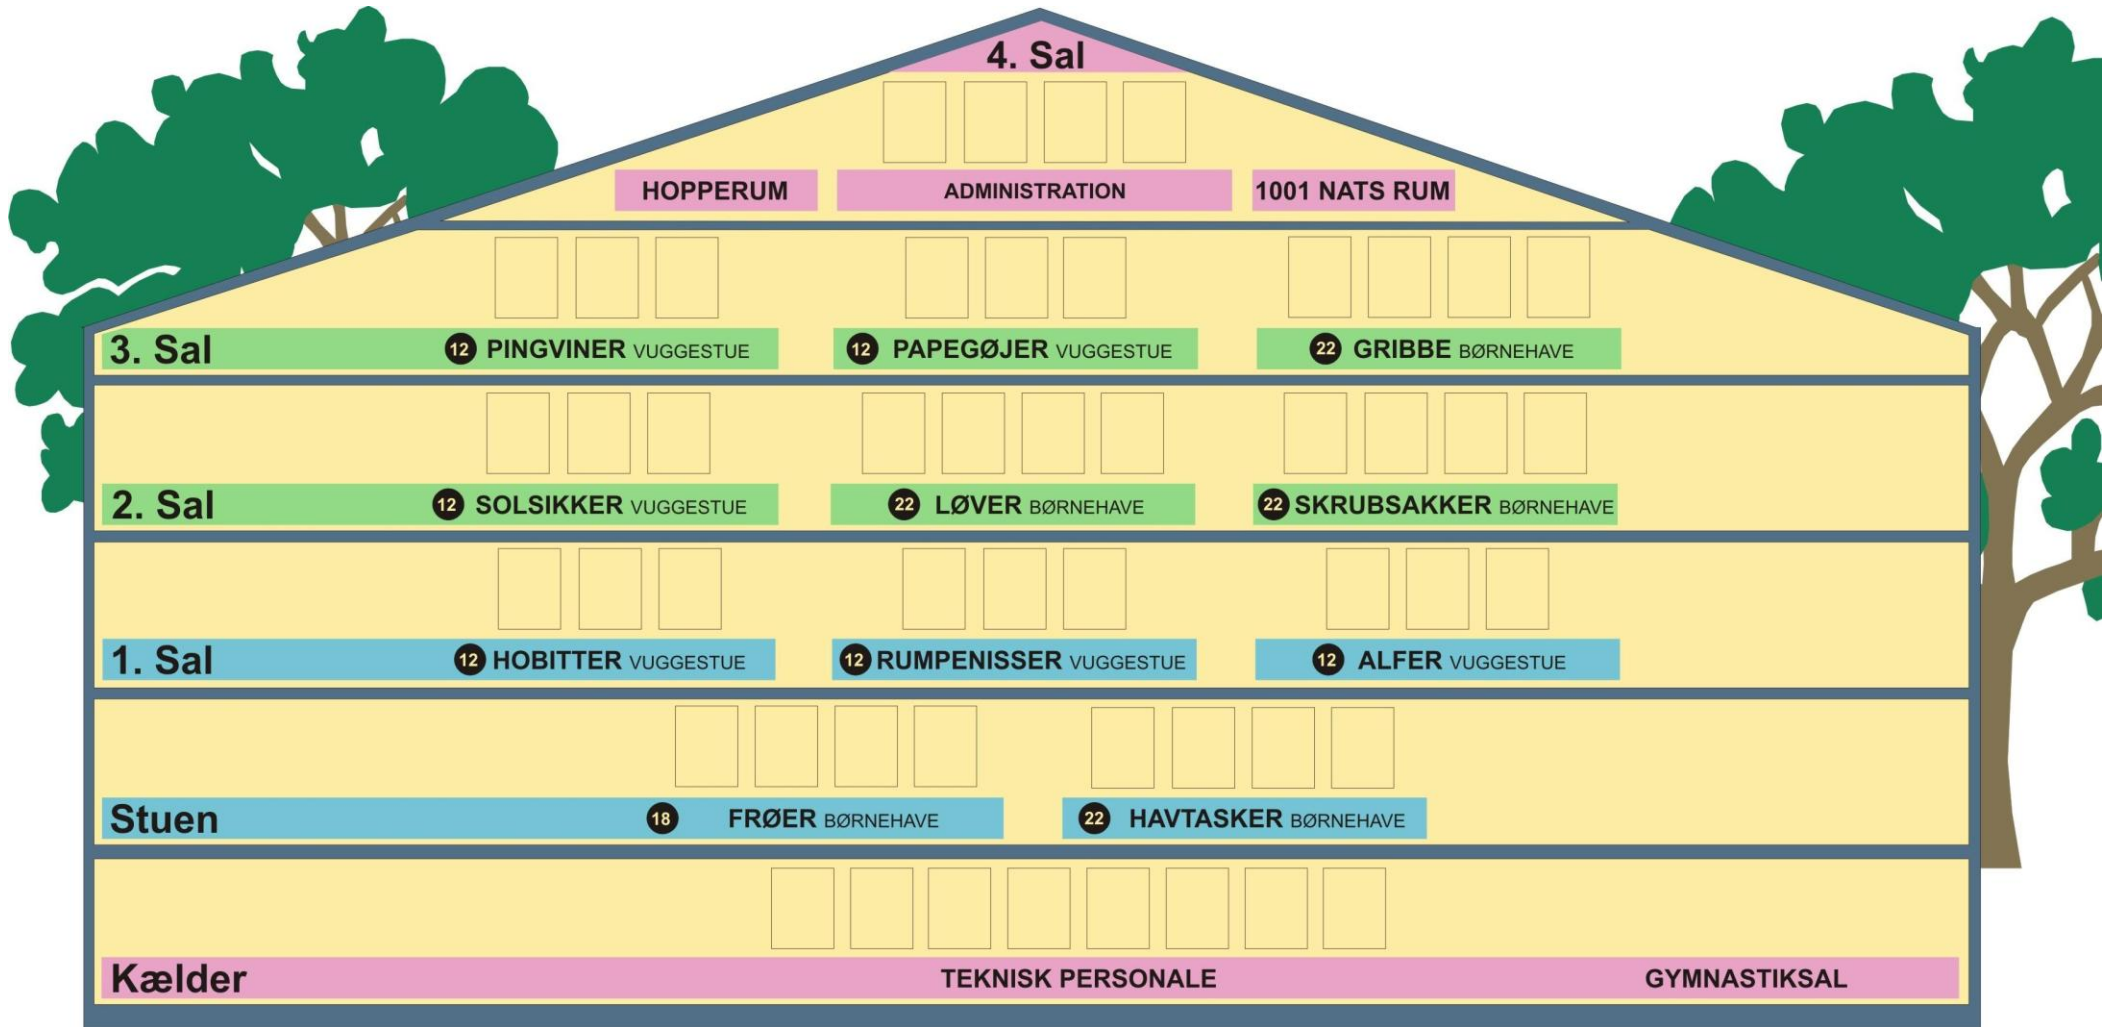 4. Sal
HOPPERUM ADMINISTRATION 1001 NATS RUM
3. Sal 12 PINGVINER VUGGESTUE 12 PAPEGØJER VUGGESTUE 22 GRIBBE BØRNEHAVE
2. Sal 12 SOLSIKKER VUGGESTUE 22 LØVER BØRNEHAVE 22 SKRUBSAKKER BØRNEHAVE
1. Sal 12 HOBITTER VUGGESTUE 12 RUMPENISSER VUGGESTUE 12 ALFER VUGGESTUE
Stuen 18 FRØER BØRNEHAVE 22 HAVTASKER BØRNEHAVE
Kælder TEKNISK PERSONALE GYMNASTIKSAL